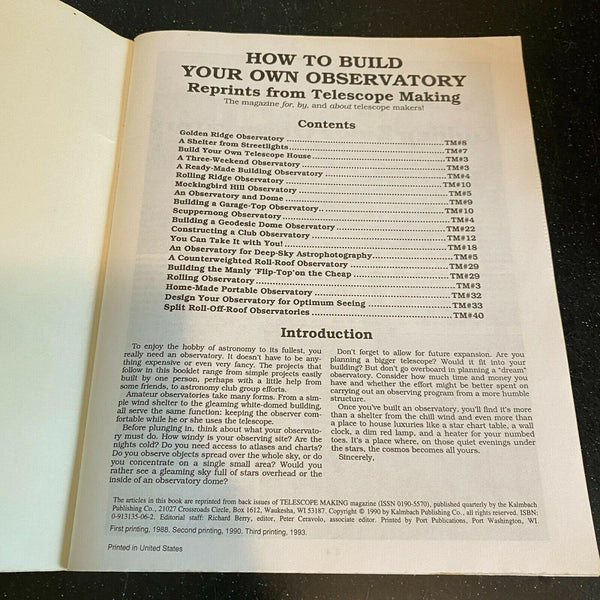 HOW TO BUILD
YOUR OWN OBSERVATORY
Reprints from Telescope Making
The magazine for, by, and about telescope makers!
Contents
Golden Ridge Observatory ........ TM#8
A Shelter from Streetlights ........ TM#7
Build Your Own Telescope House ........ TM#3
A Three-Weekend Observatory ........ TM#3
A Ready-Made Building Observatory ........ TM#4
Rolling Ridge Observatory ........ TM#10
Mockingbird Hill Observatory ........ TM#5
An Observatory and Dome ........ TM#9
Building a Garage-Top Observatory ........ TM#10
Scuppernong Observatory ........ TM#4
Building a Geodesic Dome Observatory ........ TM#22
Constructing a Club Observatory ........ TM#12
You Can Take it with You! ........ TM#18
An Observatory for Deep-Sky Astrophotography ........ TM#5
A Counterweighted Roll-Roof Observatory ........ TM#29
Building the Manly 'Flip-Top' on the Cheap ........ TM#29
Rolling Observatory ........ TM#3
Home-Made Portable Observatory ........ TM#32
Design Your Observatory for Optimum Seeing ........ TM#33
Split Roll-Off-Roof Observatories ........ TM#40
Introduction
To enjoy the hobby of astronomy to its fullest, you
really need an observatory. It doesn't have to be any-
thing expensive or even very fancy. The projects that
follow in this booklet range from simple projects easily
built by one person, perhaps with a little help from
some friends, to astronomy club group efforts.
Amateur observatories take many forms. From a sim-
ple wind shelter to the gleaming white-domed building,
all serve the same function: keeping the observer com-
fortable while he or she uses the telescope.
Before plunging in, think about what your observato-
ry must do. How windy is your observing site? Are the
nights cold? Do you need access to atlases and charts?
Do you observe objects spread over the whole sky, or do
you concentrate on a single small area? Would you
rather see a gleaming sky full of stars overhead or the
inside of an observatory dome?
Don't forget to allow for future expansion. Are you
planning a bigger telescope? Would it fit into your
building? But don't go overboard in planning a "dream"
observatory. Consider how much time and money you
have and whether the effort might be better spent on
carrying out an observing program from a more humble
structure.
Once you've built an observatory, you'll find it's more
than a shelter from the chill wind and even more than
a place to house luxuries like a star chart table, a wall
clock, a dim red lamp, and a heater for your numbed
toes. It's a place where, on those quiet evenings under
the stars, the cosmos becomes all yours.
Sincerely,
The articles in this book are reprinted from back issues of TELESCOPE MAKING magazine (ISSN 0190-5570), published quarterly by the Kalmbach
Publishing Co., 21027 Crossroads Circle, Box 1612, Waukesha, WI 53187. Copyright © 1990 by Kalmbach Publishing Co., all rights reserved. ISBN:
0-913135-06-2. Editorial staff: Richard Berry, editor, Peter Ceravolo, associate editor. Printed by Port Publications, Port Washington, WI.
First printing, 1988. Second printing, 1990. Third printing, 1993.
Printed in United States